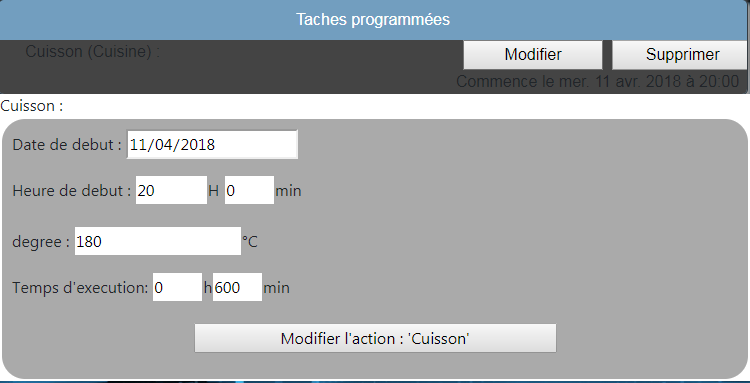 Taches programmées
Cuisson (Cuisine) : Modifier Supprimer
Commence le mer. 11 avr. 2018 à 20:00
Cuisson :
Date de debut : 11/04/2018
Heure de debut : 20 H 0 min
degree : 180 °C
Temps d'execution: 0 h 600 min
Modifier l'action : 'Cuisson'